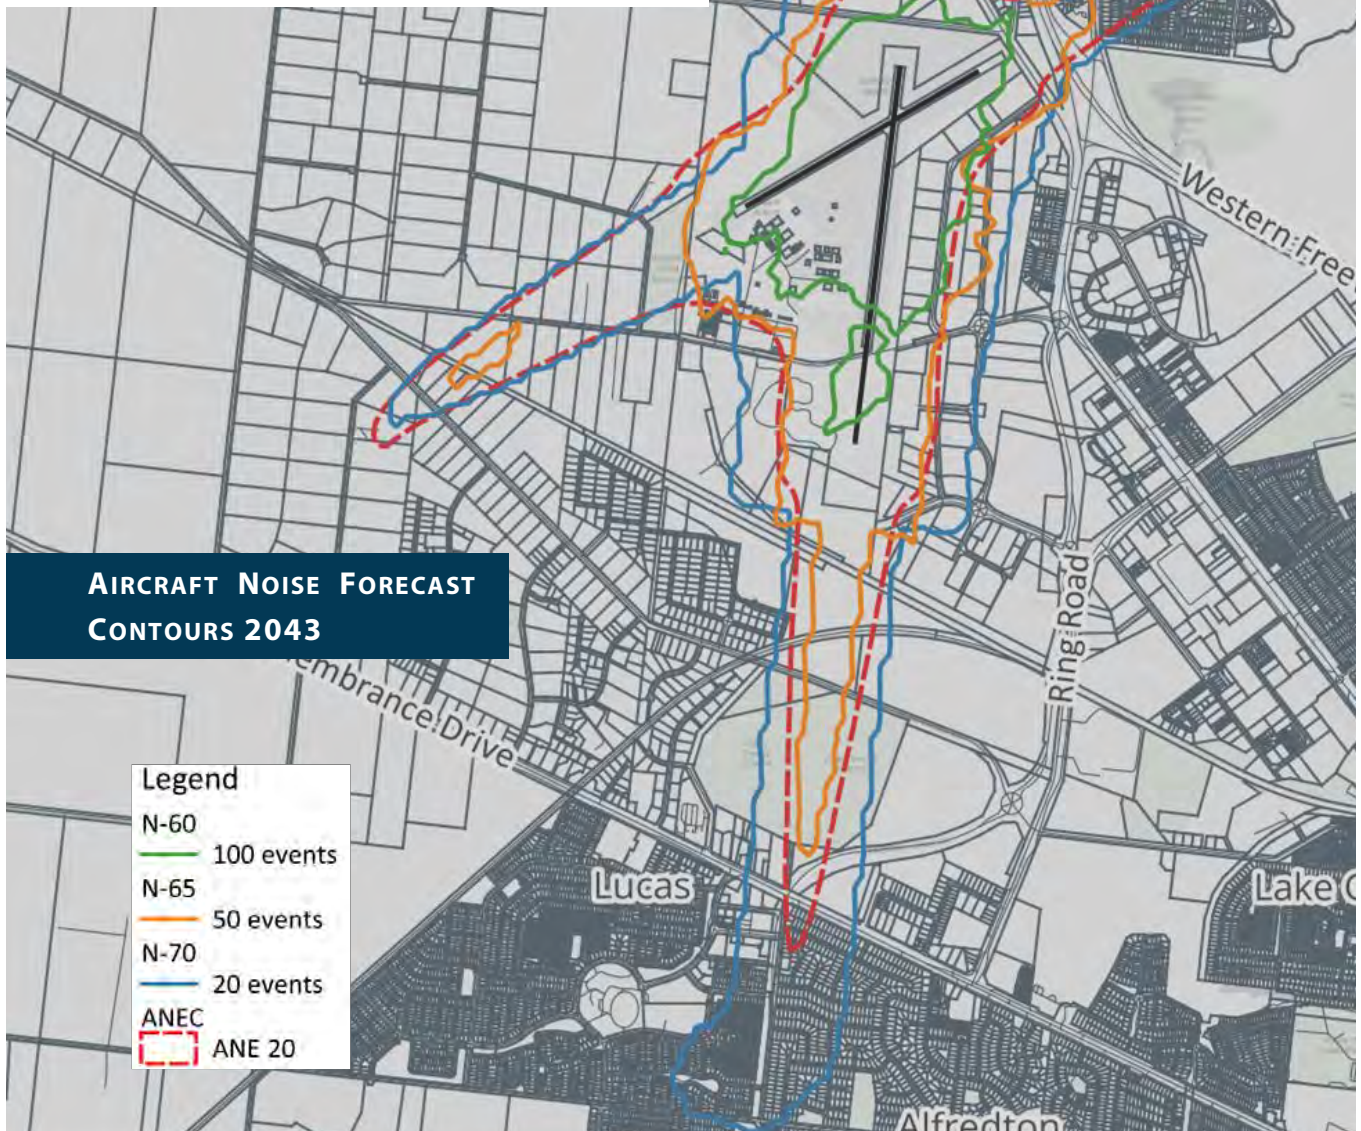 Western Free
AIRCRAFT NOISE FORECAST
CONTOURS 2043
embrance Drive
Ring Road
Legend
N-60
100 events
N-65
50 events
N-70
20 events
ANEC
ANE 20
Lucas
Lake
Alfredton